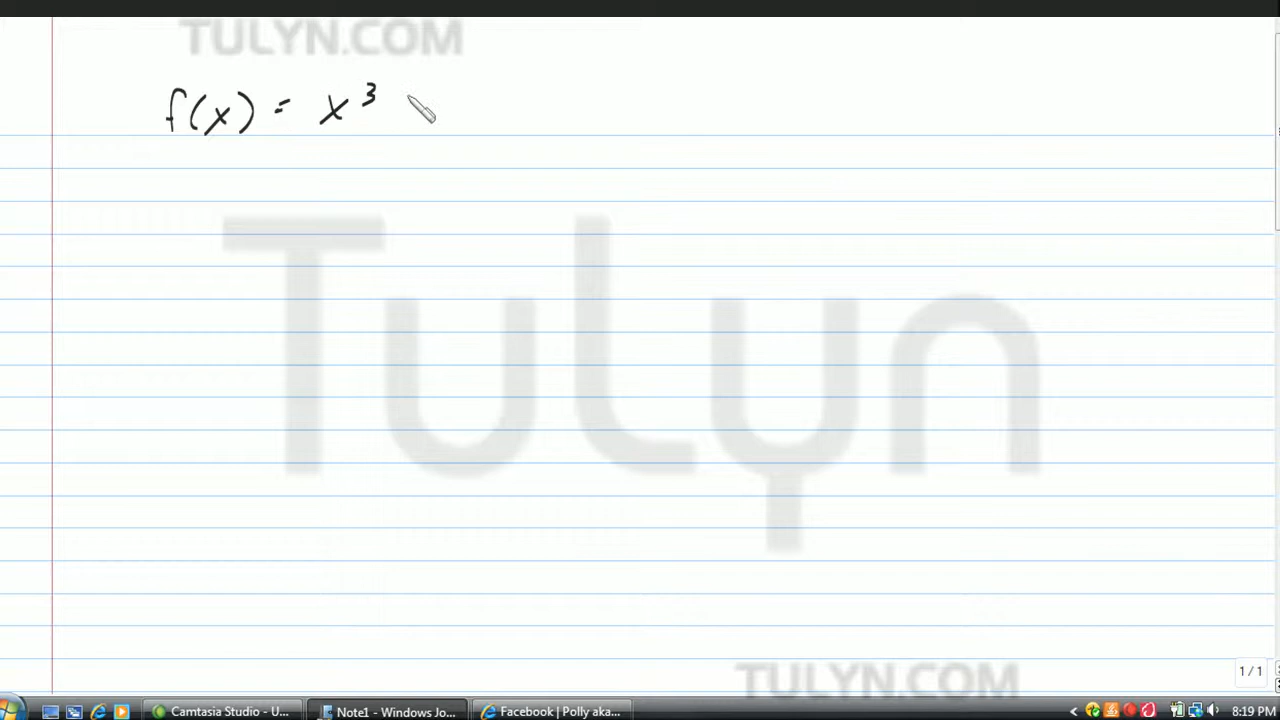 TULYN.COM
f(x) = x³
TuLyn
TULYN.COM
1 / 1
Camtasia Studio - U...
Note1 - Windows Jo...
Facebook | Polly aka...
8:19 PM